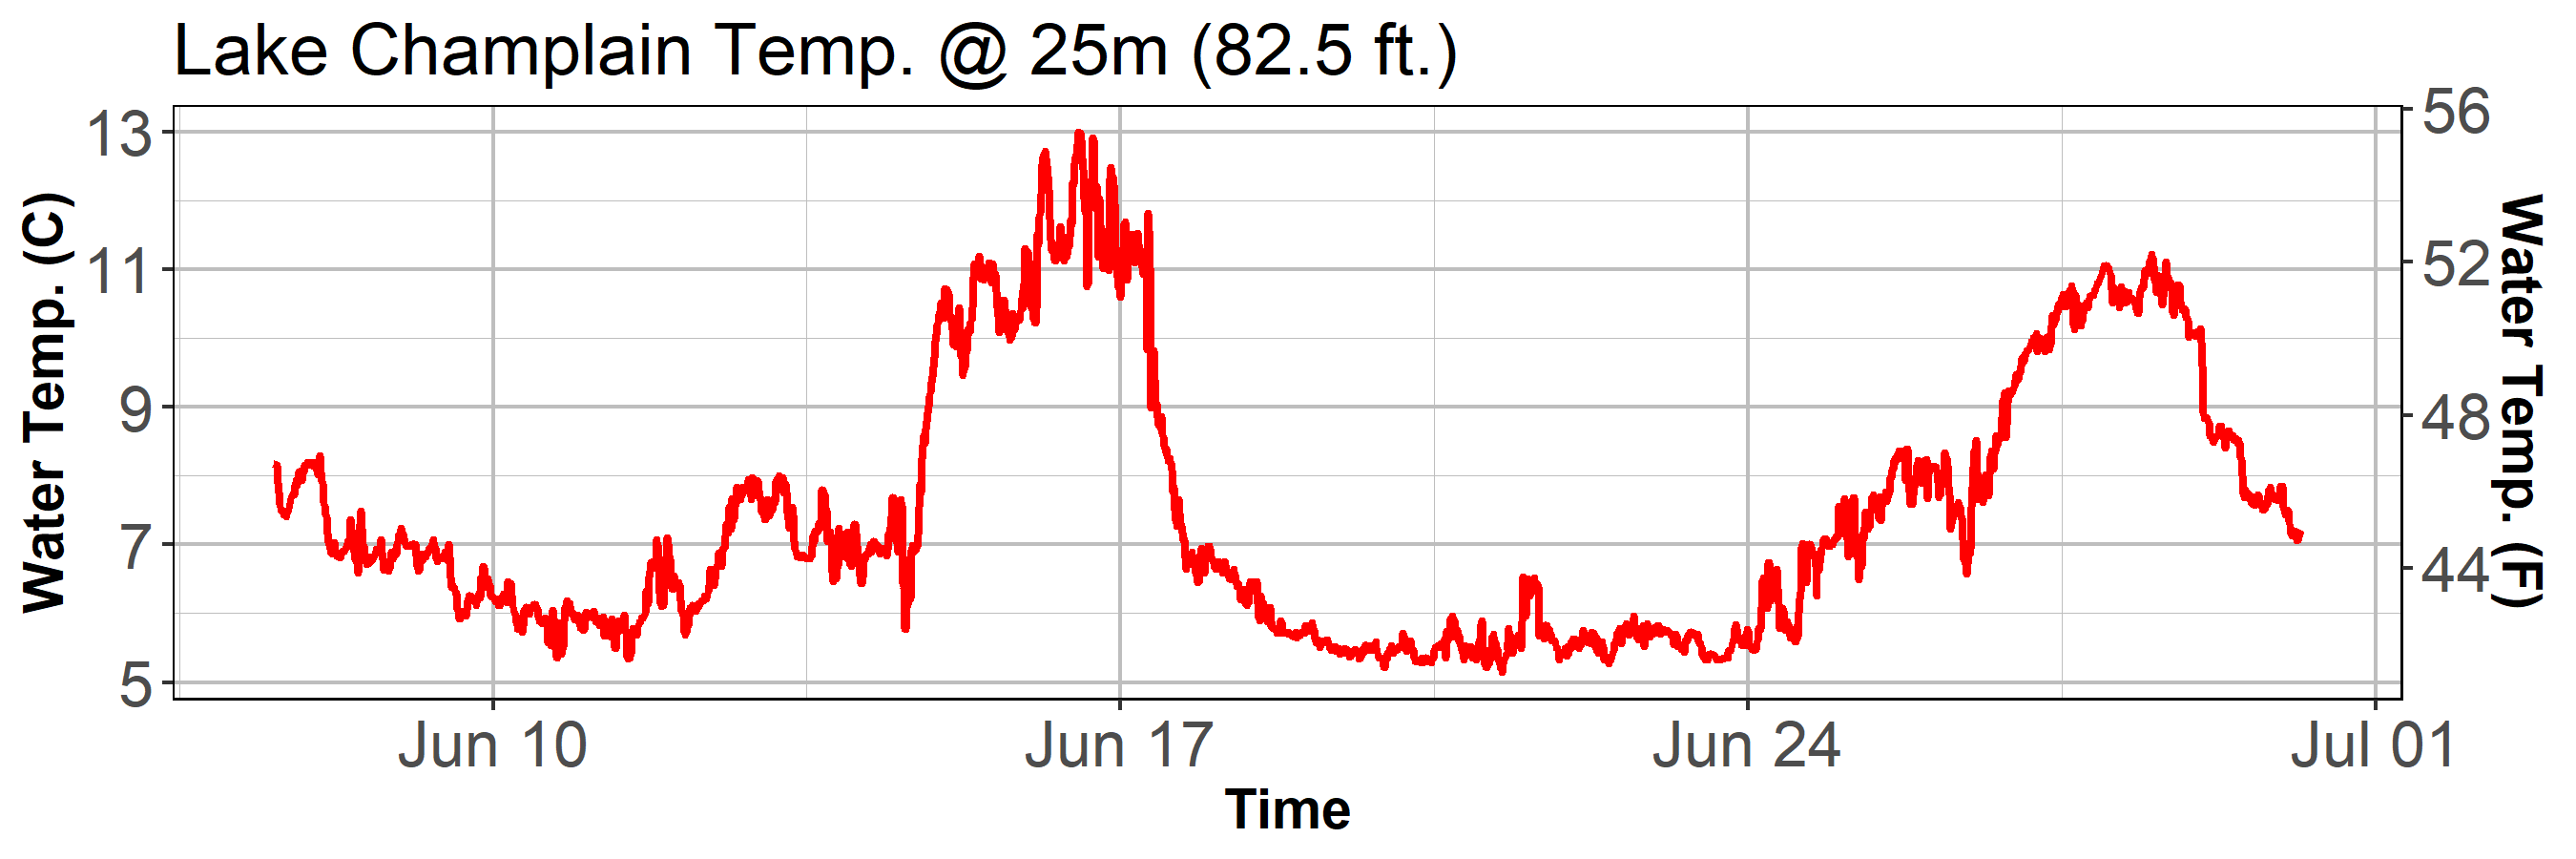 Lake Champlain Temp. @ 25m (82.5 ft.)
Water Temp. (C)
13
11
9
7
5
56
52
48
44
Water Temp. (F)
Jun 10
Jun 17
Jun 24
Jul 01
Time